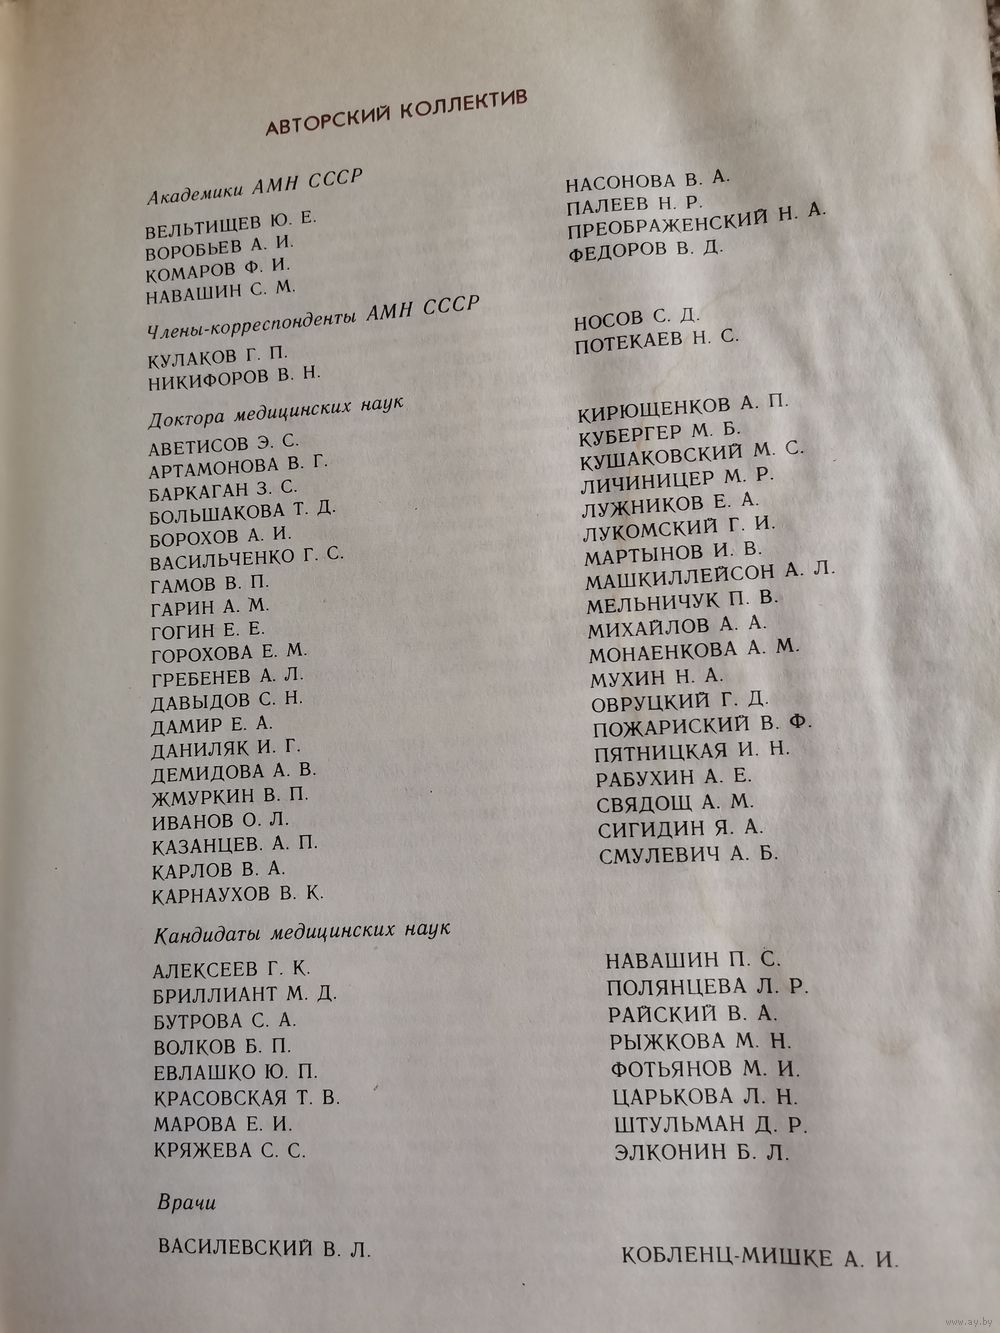 АВТОРСКИЙ КОЛЛЕКТИВ
Академики АМН СССР
ВЕЛЬТИЩЕВ Ю. Е.
ВОРОБЬЕВ А. И.
КОМАРОВ Ф. И.
НАВАШИН С. М.
НАСОНОВА В. А.
ПАЛЕЕВ Н. Р.
ПРЕОБРАЖЕНСКИЙ Н. А.
ФЕДОРОВ В. Д.
Члены-корреспонденты АМН СССР
КУЛАКОВ Г. П.
НИКИФОРОВ В. Н.
НОСОВ С. Д.
ПОТЕКАЕВ Н. С.
Доктора медицинских наук
АВЕТИСОВ Э. С.
АРТАМОНОВА В. Г.
БАРКАГАН З. С.
БОЛЬШАКОВА Т. Д.
БОРОХОВ А. И.
ВАСИЛЬЧЕНКО Г. С.
ГАМОВ В. П.
ГАРИН А. М.
ГОГИН Е. Е.
ГОРОХОВА Е. М.
ГРЕБЕНЕВ А. Л.
ДАВЫДОВ С. Н.
ДАМИР Е. А.
ДАНИЛЯК И. Г.
ДЕМИДОВА А. В.
ЖМУРКИН В. П.
ИВАНОВ О. Л.
КАЗАНЦЕВ. А. П.
КАРЛОВ В. А.
КАРНАУХОВ В. К.
КИРЮЩЕНКОВ А. П.
КУБЕРГЕР М. Б.
КУШАКОВСКИЙ М. С.
ЛИЧИНИЦЕР М. Р.
ЛУЖНИКОВ Е. А.
ЛУКОМСКИЙ Г. И.
МАРТЫНОВ И. В.
МАШКИЛЛЕЙСОН А. Л.
МЕЛЬНИЧУК П. В.
МИХАЙЛОВ А. А.
МОНАЕНКОВА А. М.
МУХИН Н. А.
ОВРУЦКИЙ Г. Д.
ПОЖАРИСКИЙ В. Ф.
ПЯТНИЦКАЯ И. Н.
РАБУХИН А. Е.
СВЯДОЩ А. М.
СИГИДИН Я. А.
СМУЛЕВИЧ А. Б.
Кандидаты медицинских наук
АЛЕКСЕЕВ Г. К.
БРИЛЛИАНТ М. Д.
БУТРОВА С. А.
ВОЛКОВ Б. П.
ЕВЛАШКО Ю. П.
КРАСОВСКАЯ Т. В.
МАРОВА Е. И.
КРЯЖЕВА С. С.
НАВАШИН П. С.
ПОЛЯНЦЕВА Л. Р.
РАЙСКИЙ В. А.
РЫЖКОВА М. Н.
ФОТЬЯНОВ М. И.
ЦАРЬКОВА Л. Н.
ШТУЛЬМАН Д. Р.
ЭЛКОНИН Б. Л.
Врачи
ВАСИЛЕВСКИЙ В. Л.
КОБЛЕНЦ-МИШКЕ А. И.
www.ay.by